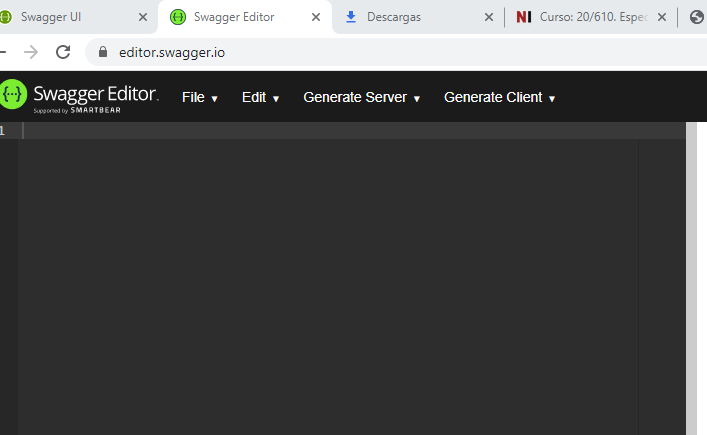 Swagger UI
Swagger Editor
Descargas
NI Curso: 20/610. Espec
editor.swagger.io
{··} Swagger Editor.
Supported by SMARTBEAR
File ▼ Edit ▼ Generate Server ▼ Generate Client ▼
1